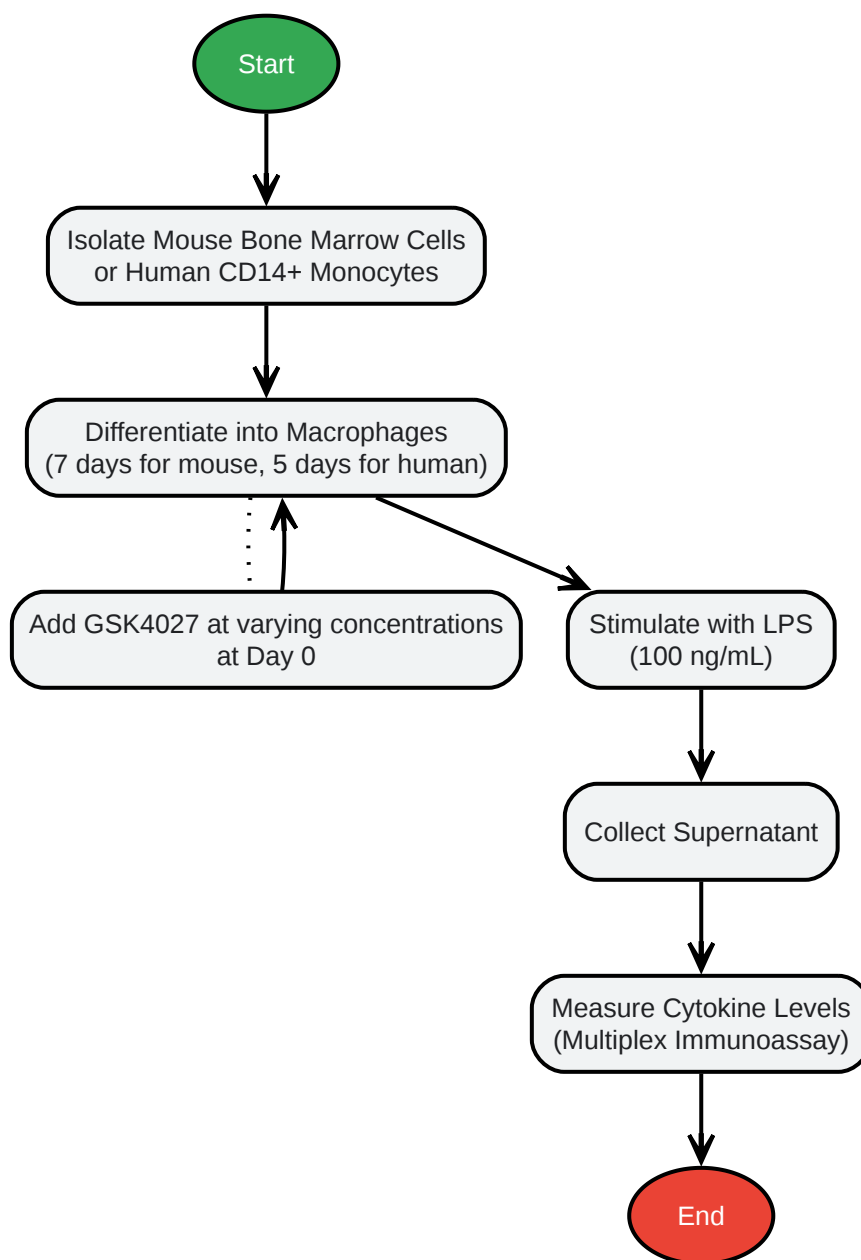 Start
Isolate Mouse Bone Marrow Cells
or Human CD14+ Monocytes
Differentiate into Macrophages
(7 days for mouse, 5 days for human)
Add GSK4027 at varying concentrations
at Day 0
Stimulate with LPS
(100 ng/mL)
Collect Supernatant
Measure Cytokine Levels
(Multiplex Immunoassay)
End